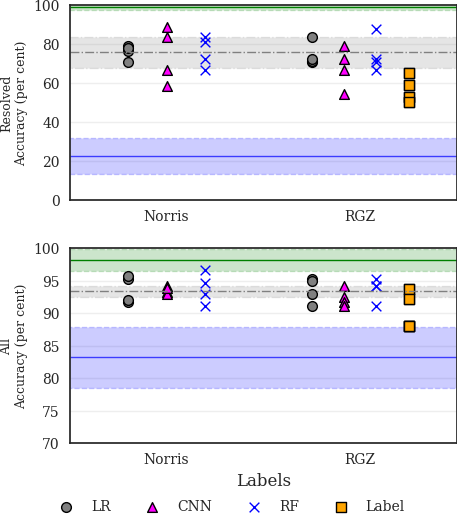 100
80
60
40
20
0
Resolved
Accuracy (per cent)
Norris RGZ
100
95
90
85
80
75
70
All
Accuracy (per cent)
Norris RGZ
Labels
LR CNN RF Label